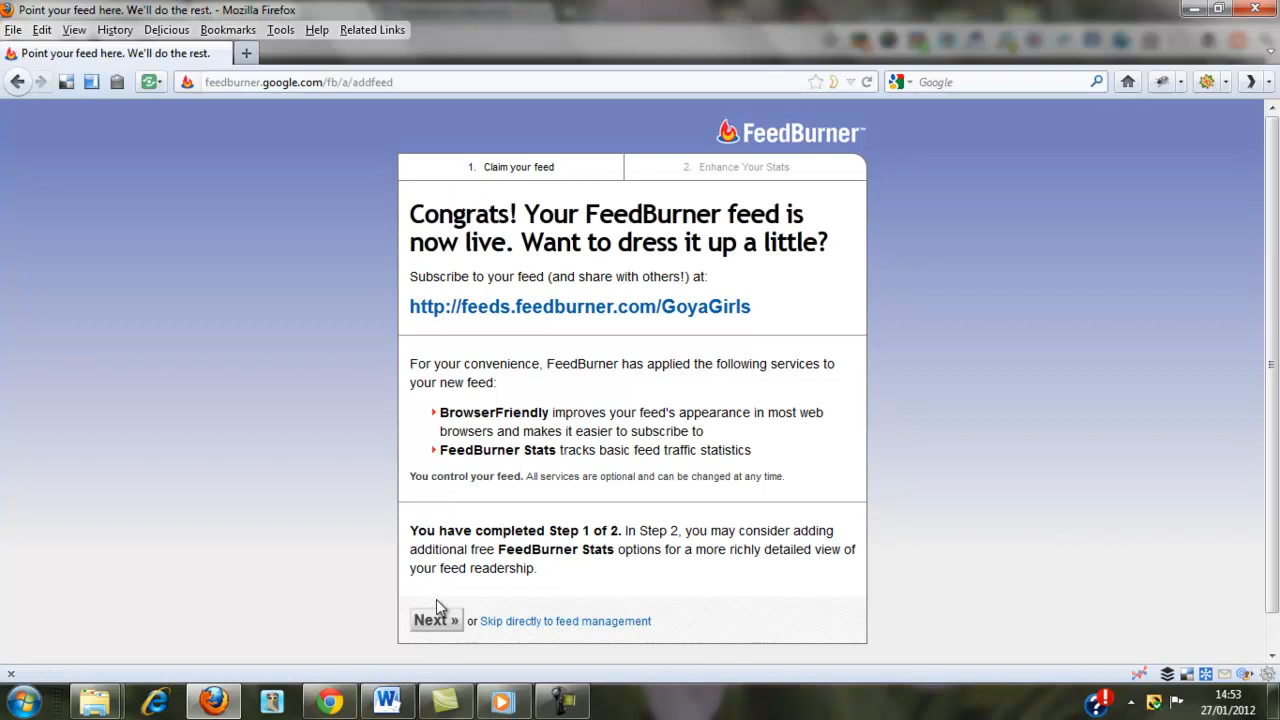 Point your feed here. We'll do the rest. - Mozilla Firefox
File Edit View History Delicious Bookmarks Tools Help Related Links
Point your feed here. We'll do the rest.
feedburner.google.com/fb/a/addfeed
Google
FeedBurner™
1. Claim your feed
2. Enhance Your Stats
Congrats! Your FeedBurner feed is
now live. Want to dress it up a little?
Subscribe to your feed (and share with others!) at:
http://feeds.feedburner.com/GoyaGirls
For your convenience, FeedBurner has applied the following services to
your new feed:
BrowserFriendly improves your feed's appearance in most web
browsers and makes it easier to subscribe to
FeedBurner Stats tracks basic feed traffic statistics
You control your feed. All services are optional and can be changed at any time.
You have completed Step 1 of 2. In Step 2, you may consider adding
additional free FeedBurner Stats options for a more richly detailed view of
your feed readership.
Next » or Skip directly to feed management
14:53
27/01/2012